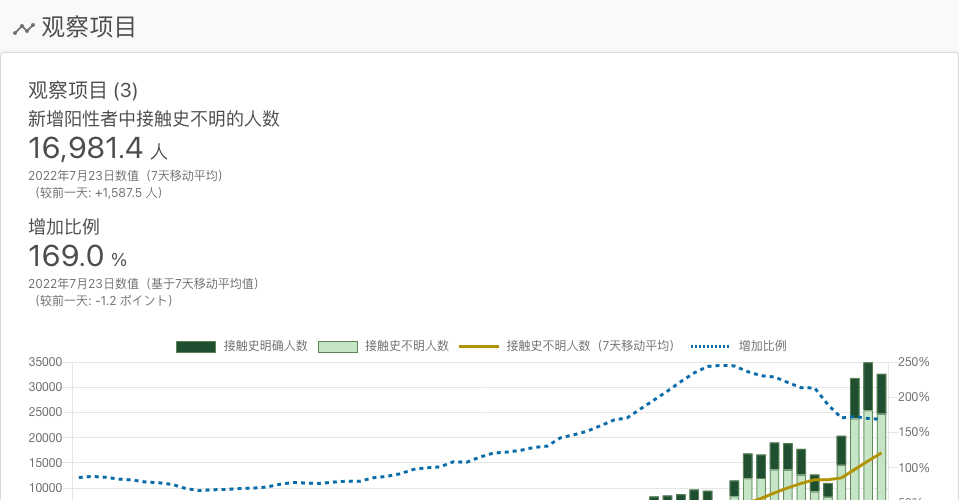 观察项目
观察项目 (3)
新增阳性者中接触史不明的人数
16,981.4 人
2022年7月23日数值（7天移动平均）
（较前一天: +1,587.5 人）
增加比例
169.0 %
2022年7月23日数值（基于7天移动平均值）
（较前一天: -1.2 ポイント）
接触史明确人数 接触史不明人数 接触史不明人数（7天移动平均） 增加比例
35000 250%
30000
200%
25000
20000 150%
15000
100%
10000